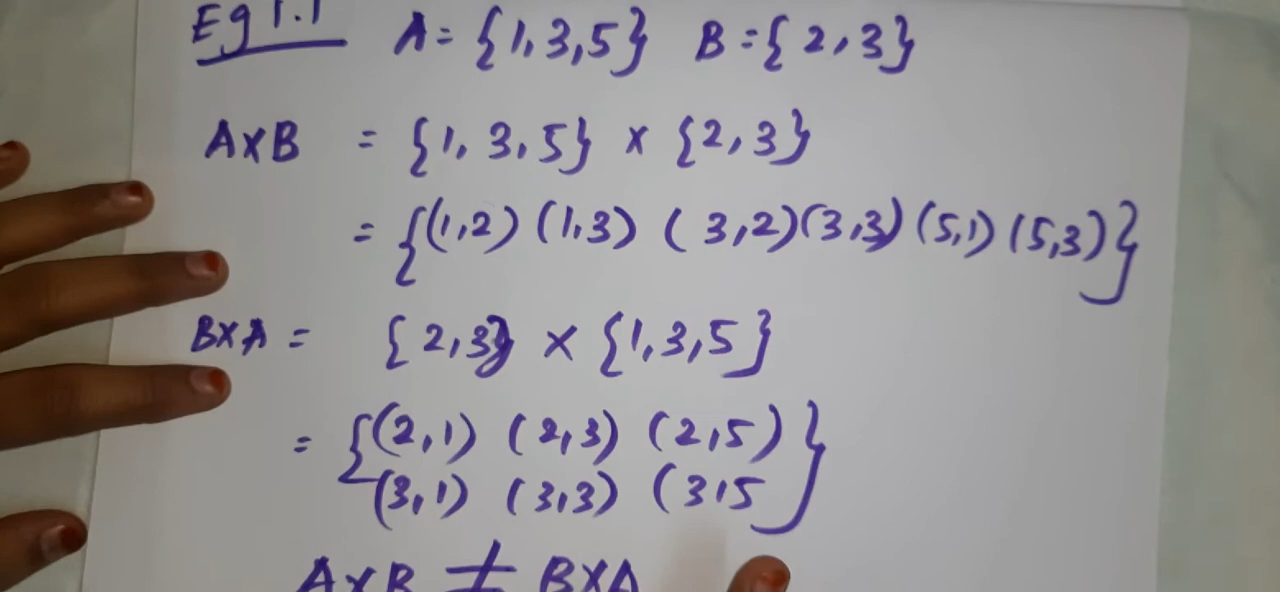 Eg 1.1 A = {1,3,5} B = {2,3}
A×B = {1,3,5} × {2,3}
= {(1,2) (1,3) (3,2)(3,3) (5,1) (5,3)}
B×A = {2,3} × {1,3,5}
= {(2,1) (2,3) (2,5)
(3,1) (3,3) (3,5}
A×B ≠ B×A